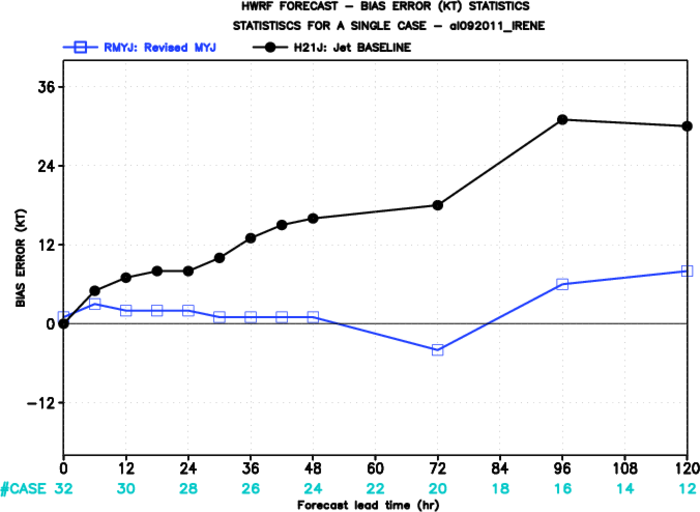 HWRF FORECAST – BIAS ERROR (KT) STATISTICS
STATISTISCS FOR A SINGLE CASE – al092011_IRENE
RMYJ: Revised MYJ H21J: Jet BASELINE
36
24
12
0
−12
BIAS ERROR (KT)
0 12 24 36 48 60 72 84 96 108 120
#CASE 32 30 28 26 24 22 20 18 16 14 12
Forecast lead time (hr)